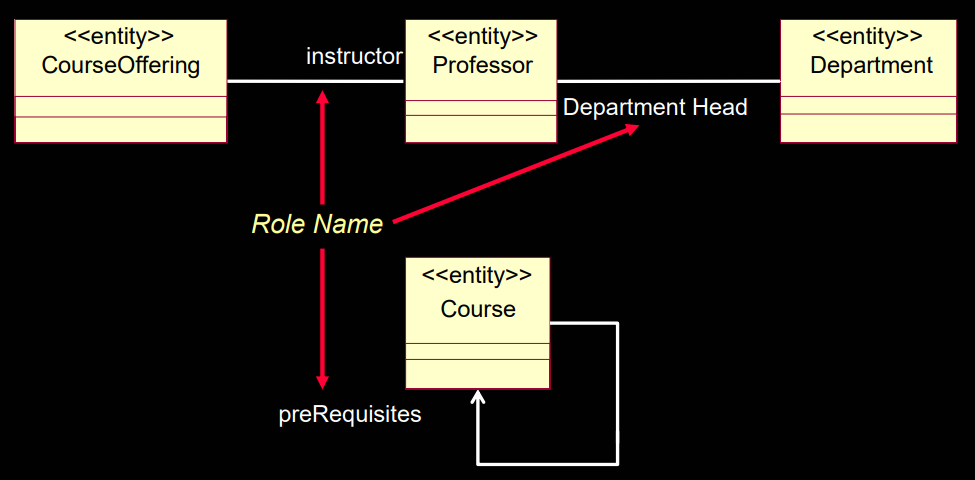 <<entity>>
CourseOffering
instructor
<<entity>>
Professor
Department Head
<<entity>>
Department
Role Name
<<entity>>
Course
preRequisites